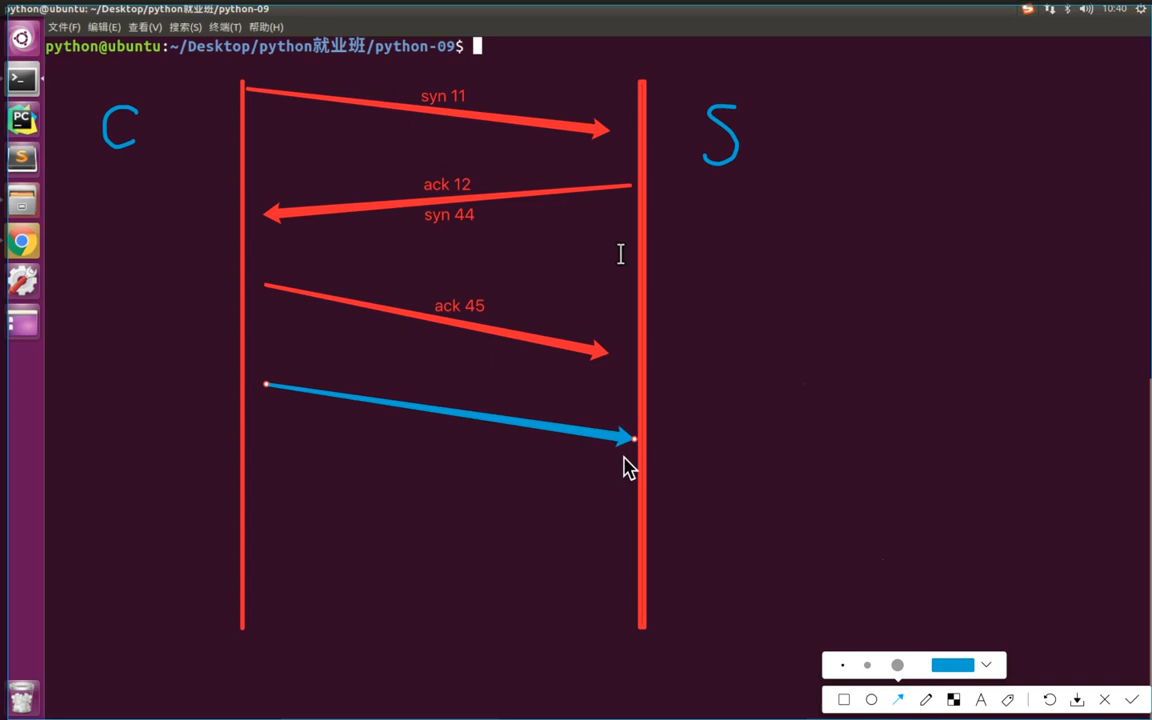 python@ubuntu: ~/Desktop/python就业班/python-09
10:40
文件(F) 编辑(E) 查看(V) 搜索(S) 终端(T) 帮助(H)
python@ubuntu:~/Desktop/python就业班/python-09$
syn 11
C
S
ack 12
syn 44
ack 45
PC
S
A